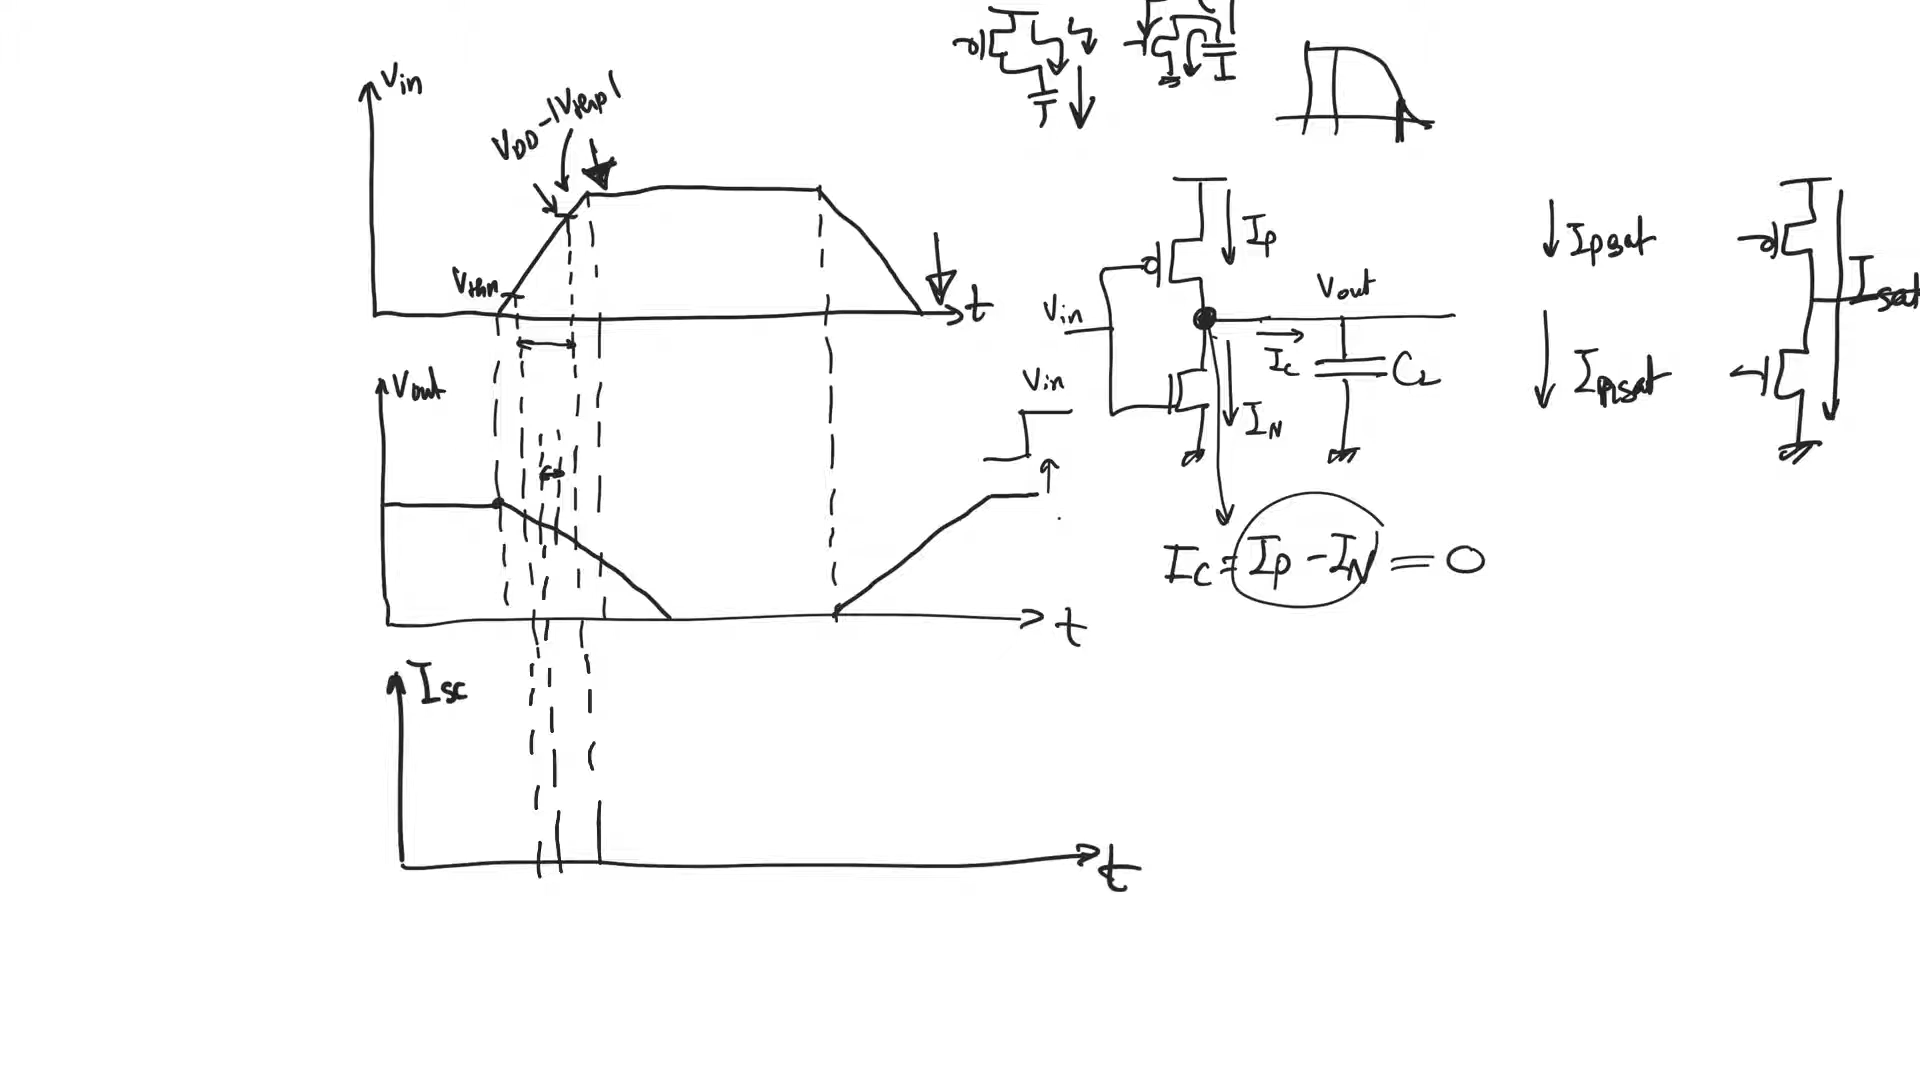 Vin
VDD-|Vthp|
Vthn
t
Vout
t
Isc
t
Vin
Vin
Ip
Vout
Ic
CL
IN
Ic = Ip - IN = 0
Ipsat
Insat
Isat